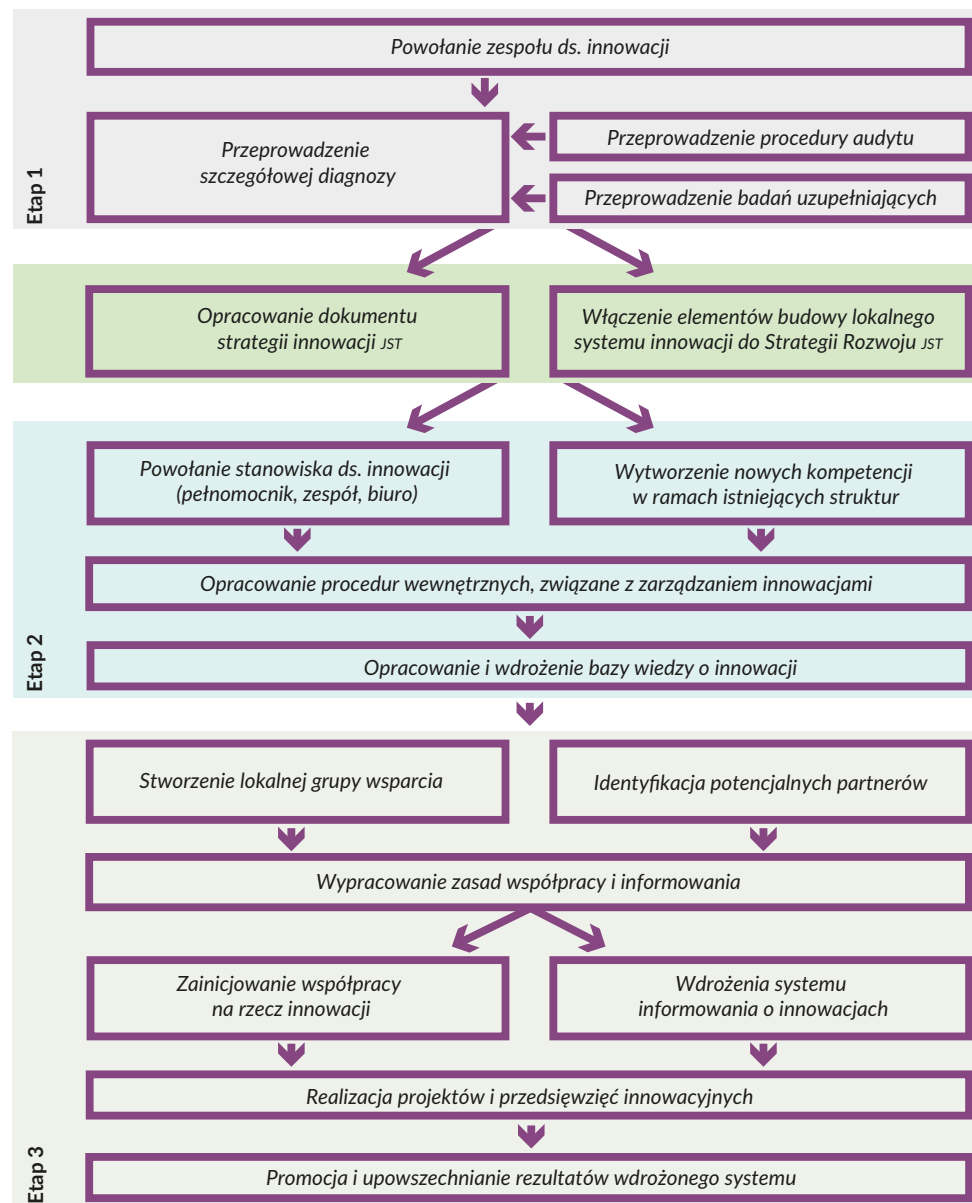 Powołanie zespołu ds. innowacji
Przeprowadzenie
szczegółowej diagnozy
Przeprowadzenie procedury audytu
Przeprowadzenie badań uzupełniających
Etap 1
Opracowanie dokumentu
strategii innowacji JST
Włączenie elementów budowy lokalnego
systemu innowacji do Strategii Rozwoju JST
Powołanie stanowiska ds. innowacji
(pełnomocnik, zespół, biuro)
Wytworzenie nowych kompetencji
w ramach istniejących struktur
Opracowanie procedur wewnętrznych, związane z zarządzaniem innowacjami
Opracowanie i wdrożenie bazy wiedzy o innowacji
Etap 2
Stworzenie lokalnej grupy wsparcia
Identyfikacja potencjalnych partnerów
Wypracowanie zasad współpracy i informowania
Zainicjowanie współpracy
na rzecz innowacji
Wdrożenia systemu
informowania o innowacjach
Realizacja projektów i przedsięwzięć innowacyjnych
Promocja i upowszechnianie rezultatów wdrożonego systemu
Etap 3